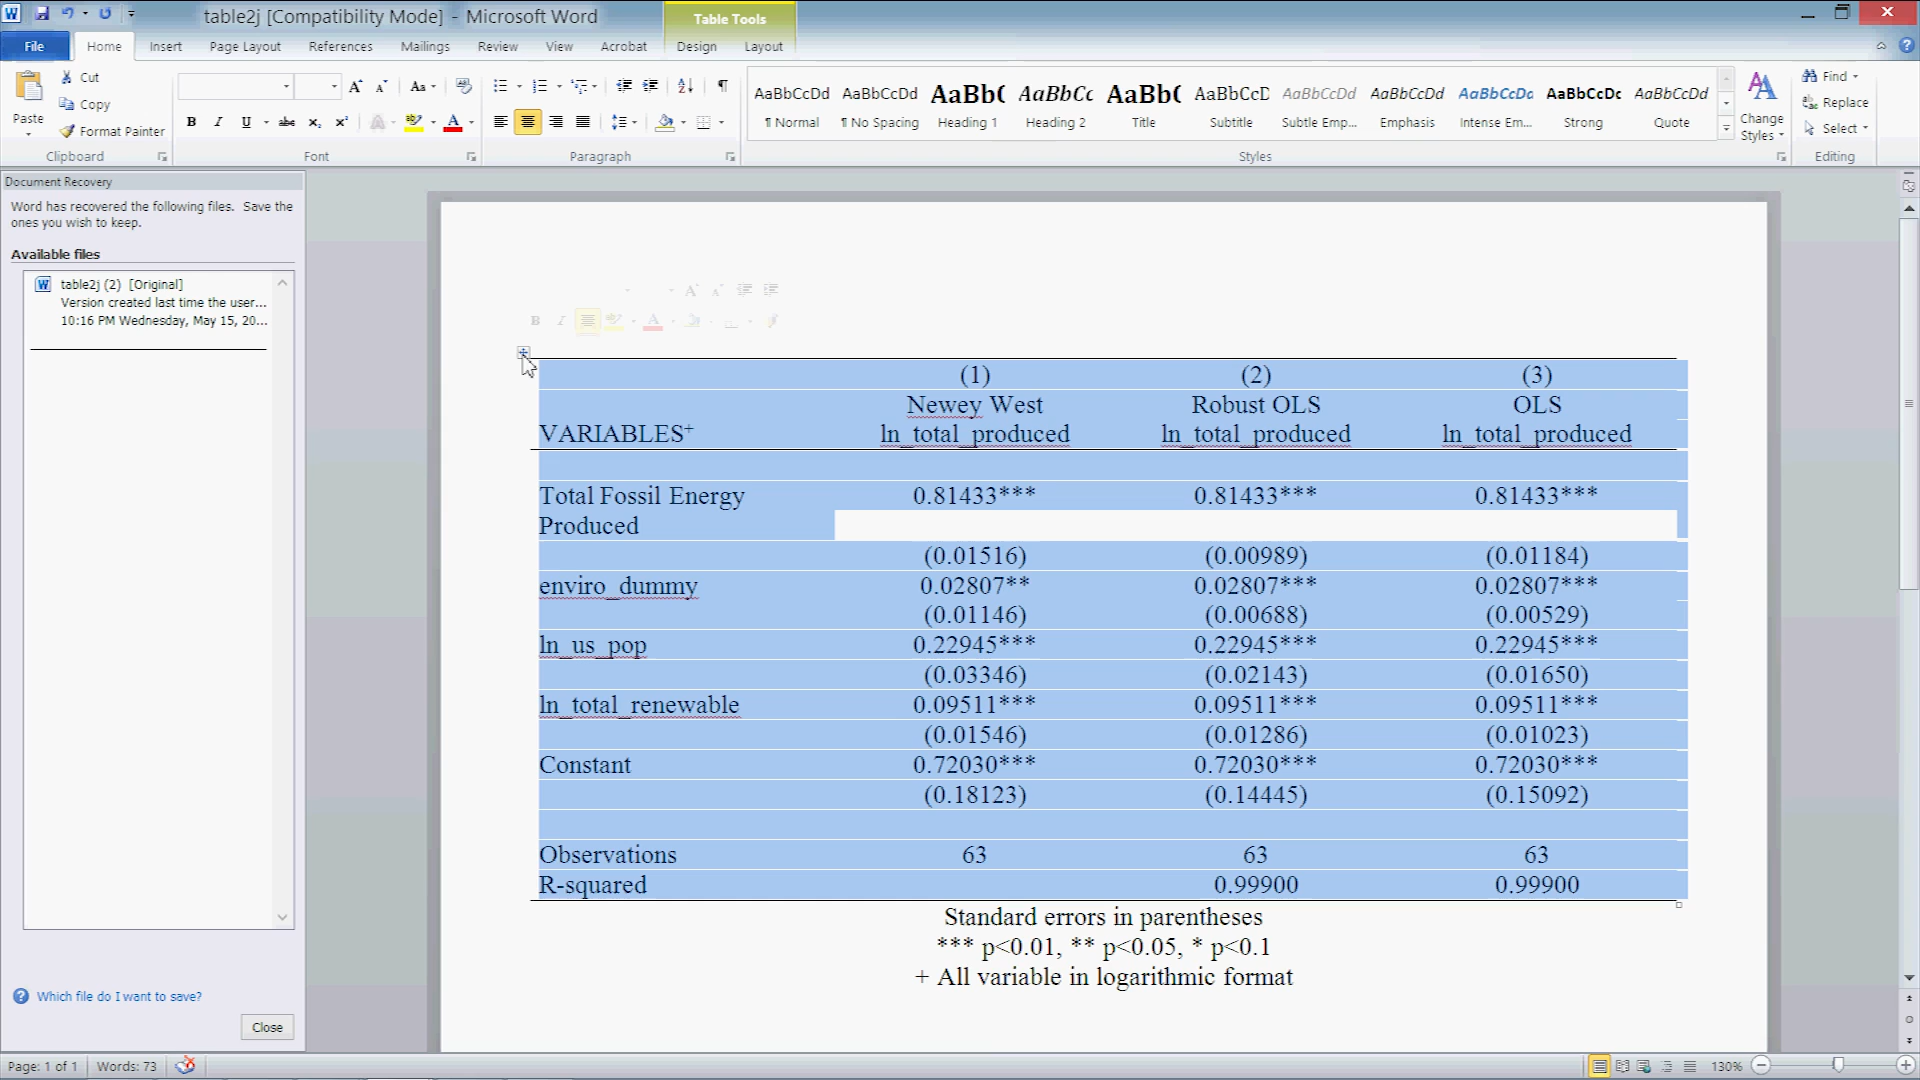 table2j [Compatibility Mode] - Microsoft Word
Table Tools
File Home Insert Page Layout References Mailings Review View Acrobat Design Layout
Paste
Cut
Copy
Format Painter
Clipboard
Aa
B I U abc X₂ X²
A
Font
Paragraph
AaBbCcDd AaBbCcDd AaBb( AaBbCc AaBb( AaBbCcD AaBbCcDd AaBbCcDd AaBbCcDd AaBbCcDc AaBbCcDd
¶ Normal ¶ No Spacing Heading 1 Heading 2 Title Subtitle Subtle Emp... Emphasis Intense Em... Strong Quote
Styles
Change
Styles
Find
Replace
Select
Editing
Document Recovery
Word has recovered the following files. Save the
ones you wish to keep.
Available files
table2j (2) [Original]
Version created last time the user...
10:16 PM Wednesday, May 15, 20...
Which file do I want to save?
Close
B I A
(1) (2) (3)
Newey West Robust OLS OLS
VARIABLES+ ln_total_produced ln_total_produced ln_total_produced
Total Fossil Energy 0.81433*** 0.81433*** 0.81433***
Produced
(0.01516) (0.00989) (0.01184)
enviro_dummy 0.02807** 0.02807*** 0.02807***
(0.01146) (0.00688) (0.00529)
ln_us_pop 0.22945*** 0.22945*** 0.22945***
(0.03346) (0.02143) (0.01650)
ln_total_renewable 0.09511*** 0.09511*** 0.09511***
(0.01546) (0.01286) (0.01023)
Constant 0.72030*** 0.72030*** 0.72030***
(0.18123) (0.14445) (0.15092)
Observations 63 63 63
R-squared 0.99900 0.99900
Standard errors in parentheses
*** p<0.01, ** p<0.05, * p<0.1
+ All variable in logarithmic format
Page: 1 of 1 Words: 73 130%